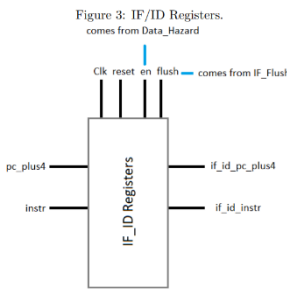 Figure 3: IF/ID Registers.
comes from Data_Hazard
Clk reset en flush comes from IF_Flush
pc_plus4
if_id_pc_plus4
IF_ID Registers
instr
if_id_instr